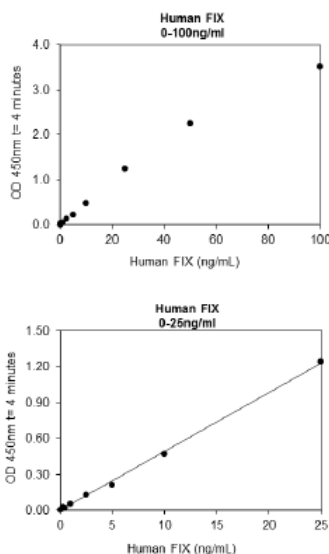 Human FIX
0-100ng/ml
4.0
3.0
2.0
1.0
0.0
OD 450nm t= 4 minutes
0 20 40 60 80 100
Human FIX (ng/mL)
Human FIX
0-25ng/ml
1.50
1.20
0.90
0.60
0.30
0.00
OD 450nm t= 4 minutes
0 5 10 15 20 25
Human FIX (ng/mL)